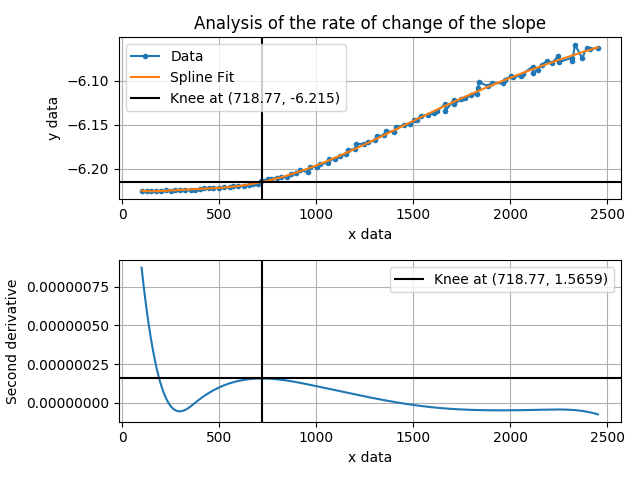 Analysis of the rate of change of the slope
Data
Spline Fit
Knee at (718.77, -6.215)
y data
−6.10
−6.15
−6.20
0
500
1000
1500
2000
2500
x data
Knee at (718.77, 1.5659)
Second derivative
0.00000075
0.00000050
0.00000025
0.00000000
0
500
1000
1500
2000
2500
x data